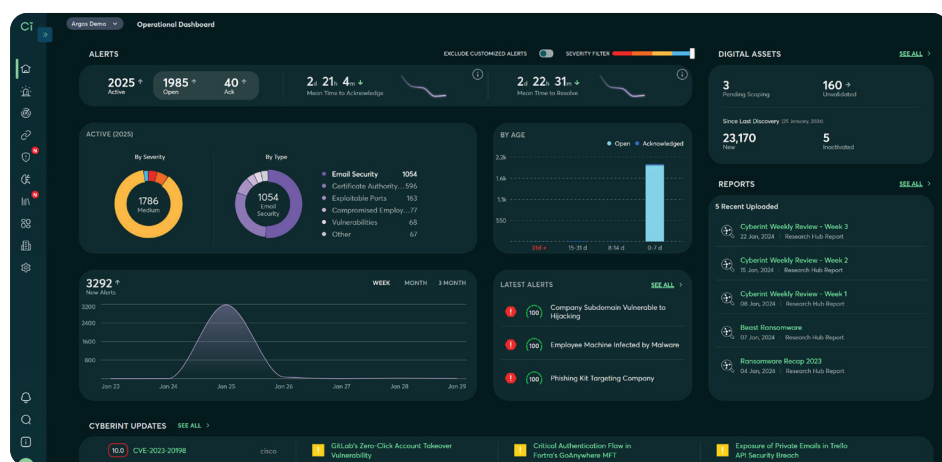 Ci
Argos Demo
Operational Dashboard
ALERTS
EXCLUDE CUSTOMIZED ALERTS
SEVERITY FILTER
2025
Active
1985
Open
40
Ack
2d 21h 4m
Mean Time to Acknowledge
2d 22h 31m
Mean Time to Resolve
ACTIVE (2025)
By Severity
1786
Medium
By Type
1054
Email
Security
Email Security 1054
Certificate Authority... 596
Exploitable Ports 163
Compromised Employ... 77
Vulnerabilities 68
Other 67
BY AGE
Open
Acknowledged
2.2k
1.6k
1.1k
550
31d +
15-31 d
8-14 d
0-7 d
3292
New Alerts
WEEK
MONTH
3 MONTH
3200
2400
1600
800
Jan 23
Jan 24
Jan 25
Jan 26
Jan 27
Jan 28
Jan 29
LATEST ALERTS
SEE ALL
100
Company Subdomain Vulnerable to
Hijacking
100
Employee Machine Infected by Malware
100
Phishing Kit Targeting Company
DIGITAL ASSETS
SEE ALL
3
Pending Scoping
160
Unvalidated
Since Last Discovery (25 January, 2024)
23,170
New
5
Inactivated
REPORTS
SEE ALL
5 Recent Uploaded
Cyberint Weekly Review - Week 3
22 Jan, 2024 | Research Hub Report
Cyberint Weekly Review - Week 2
15 Jan, 2024 | Research Hub Report
Cyberint Weekly Review - Week 1
08 Jan, 2024 | Research Hub Report
Beast Ransomware
07 Jan, 2024 | Research Hub Report
Ransomware Recap 2023
04 Jan, 2024 | Research Hub Report
CYBERINT UPDATES
SEE ALL
10.0
CVE-2023-20198
cisco
GitLab's Zero-Click Account Takeover
Vulnerability
Critical Authentication Flaw in
Fortra's GoAnywhere MFT
Exposure of Private Emails in Trello
API Security Breach